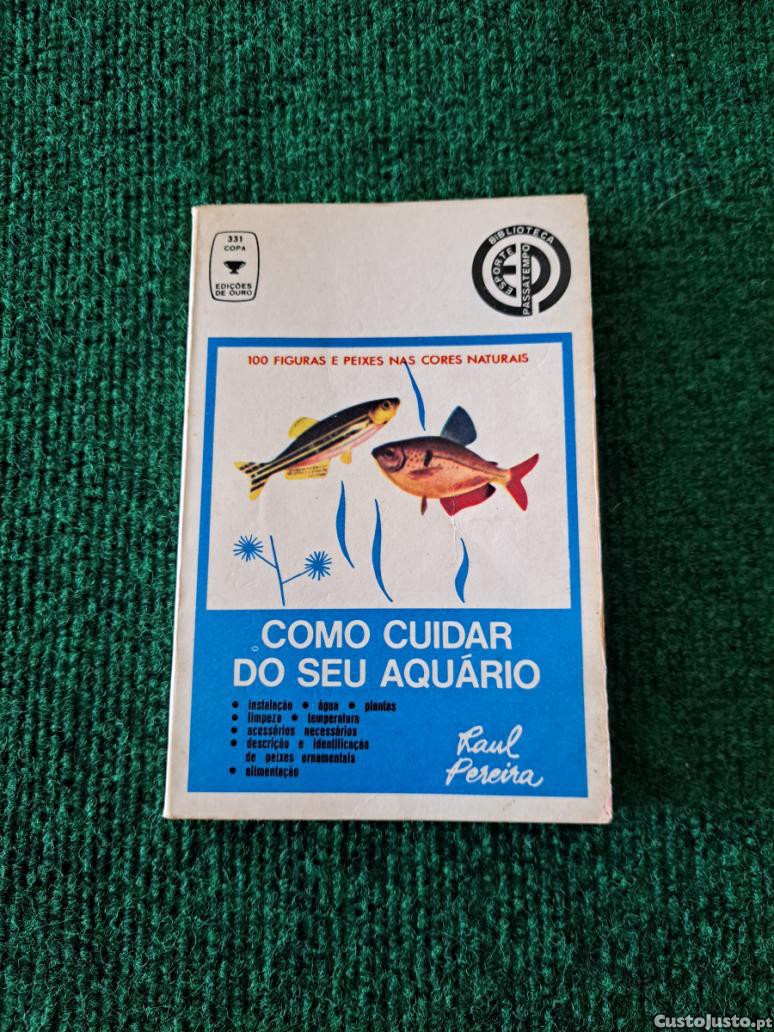 331
COPA
EDIÇÕES
DE OURO
BIBLIOTECA
ESPORTE
PASSATEMPO
100 FIGURAS E PEIXES NAS CORES NATURAIS
COMO CUIDAR
DO SEU AQUÁRIO
• instalação • água • plantas
• limpeza • temperatura
• acessórios necessários
• descrição e identificação
de peixes ornamentais
• alimentação
Raul
Pereira
CustoJusto.pt